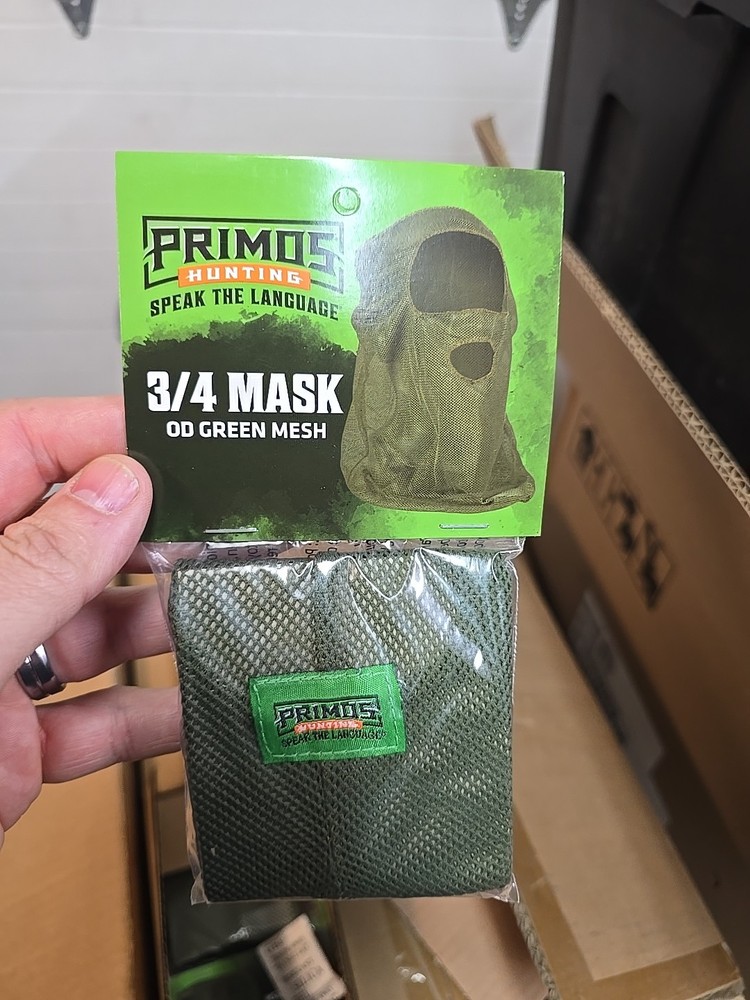 PRIMOS
HUNTING
SPEAK THE LANGUAGE
3/4 MASK
OD GREEN MESH
PRIMOS
HUNTING
SPEAK THE LANGUAGE